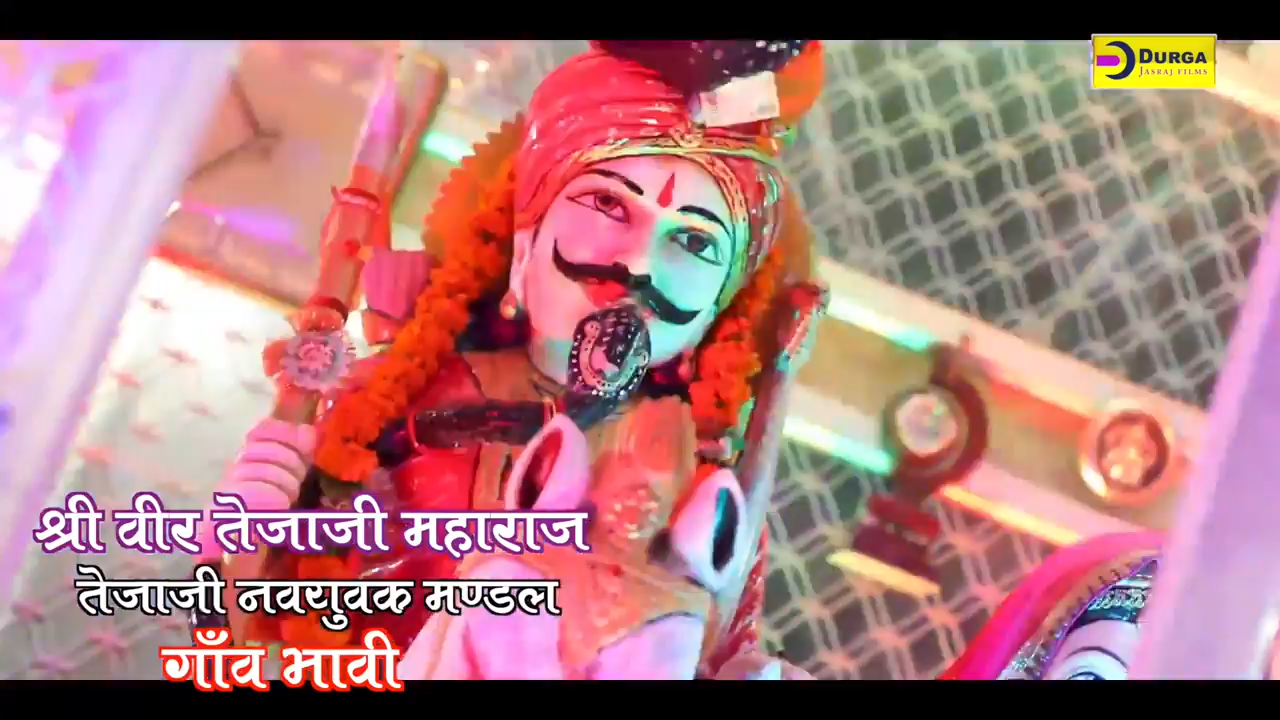 DURGA
JASRAJ FILMS
श्री वीर तेजाजी महाराज
तेजाजी नवयुवक मण्डल
गाँव भावी